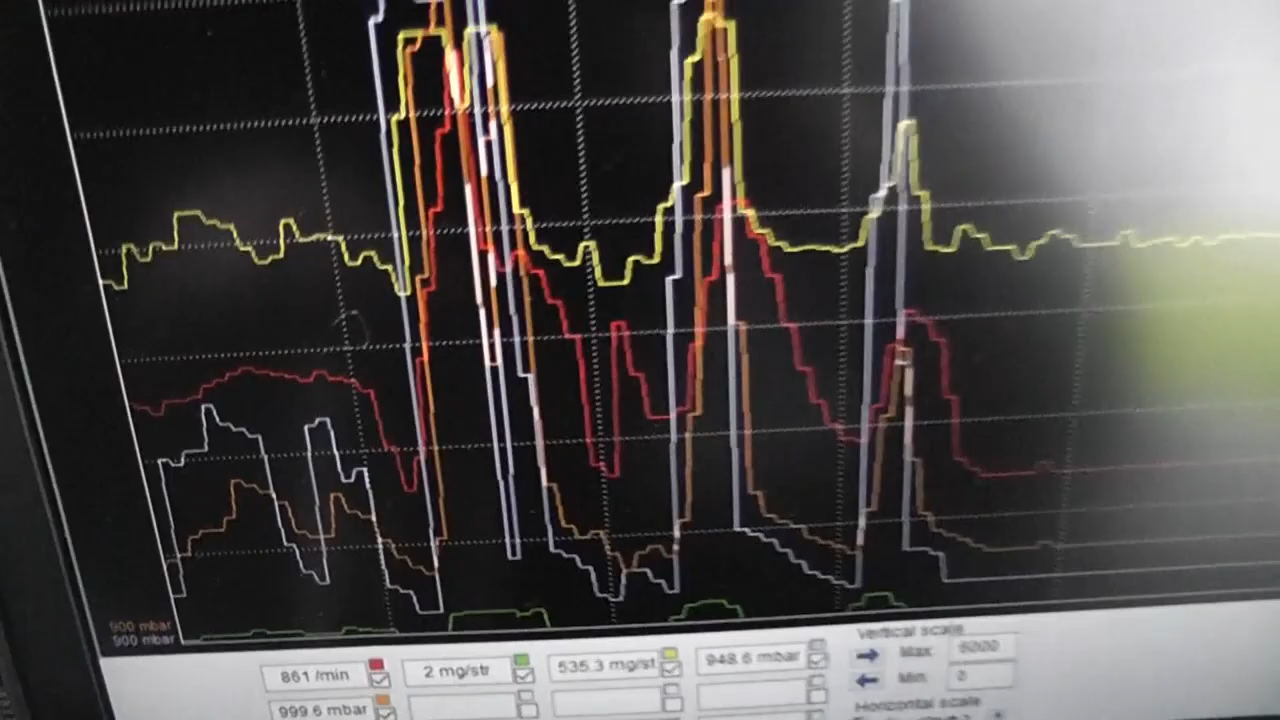 900 mbar
900 mbar
861 /min
2 mg/str
535.3 mg/st
948.6 mbar
999.6 mbar
Vertical scale
Max:
6000
Min:
0
Horizontal scale